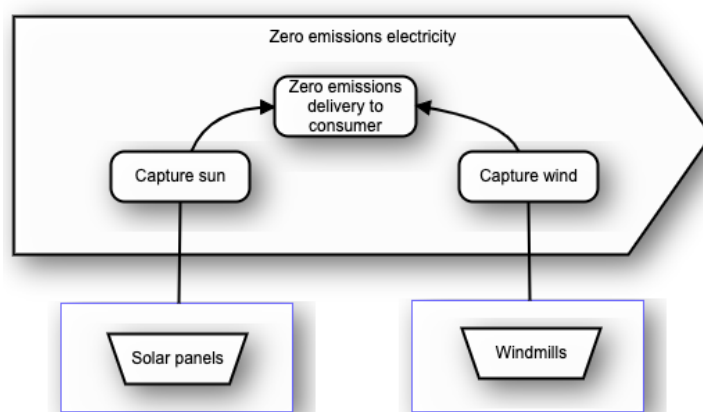 Zero emissions electricity
Zero emissions
delivery to
consumer
Capture sun
Capture wind
Solar panels
Windmills